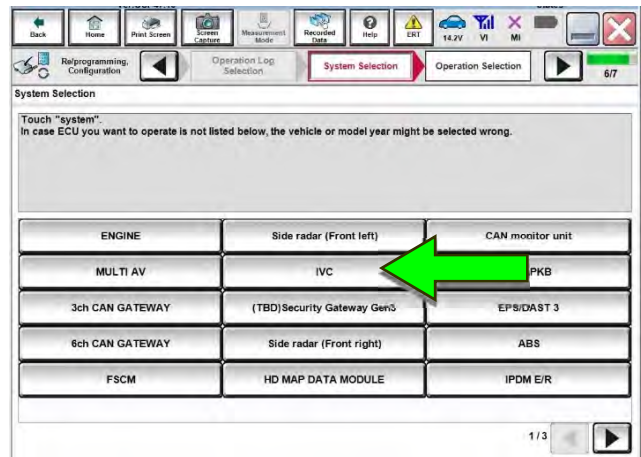 Back
Home
Print Screen
Screen Capture
Measurement Mode
Recorded Data
Help
ERT
14.2V
VI
MI
Re/programming, Configuration
Operation Log Selection
System Selection
Operation Selection
6/7
System Selection
Touch "system".
In case ECU you want to operate is not listed below, the vehicle or model year might be selected wrong.
ENGINE
Side radar (Front left)
CAN monitor unit
MULTI AV
IVC
PKB
3ch CAN GATEWAY
(TBD)Security Gateway Gen3
EPS/DAST 3
6ch CAN GATEWAY
Side radar (Front right)
ABS
FSCM
HD MAP DATA MODULE
IPDM E/R
1/3